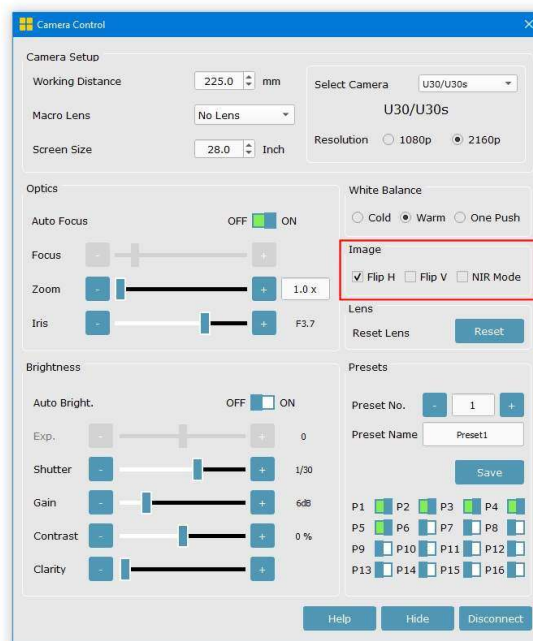 Camera Control
Camera Setup
Working Distance 225.0 mm
Macro Lens No Lens
Screen Size 28.0 Inch
Select Camera U30/U30s
U30/U30s
Resolution 1080p 2160p
Optics
Auto Focus OFF ON
Focus - +
Zoom - + 1.0 x
Iris - + F3.7
White Balance
Cold Warm One Push
Image
Flip H Flip V NIR Mode
Lens
Reset Lens Reset
Brightness
Auto Bright. OFF ON
Exp. - + 0
Shutter - + 1/30
Gain - + 6dB
Contrast - + 0 %
Clarity - +
Presets
Preset No. - 1 +
Preset Name Preset1
Save
P1 P2 P3 P4
P5 P6 P7 P8
P9 P10 P11 P12
P13 P14 P15 P16
Help Hide Disconnect